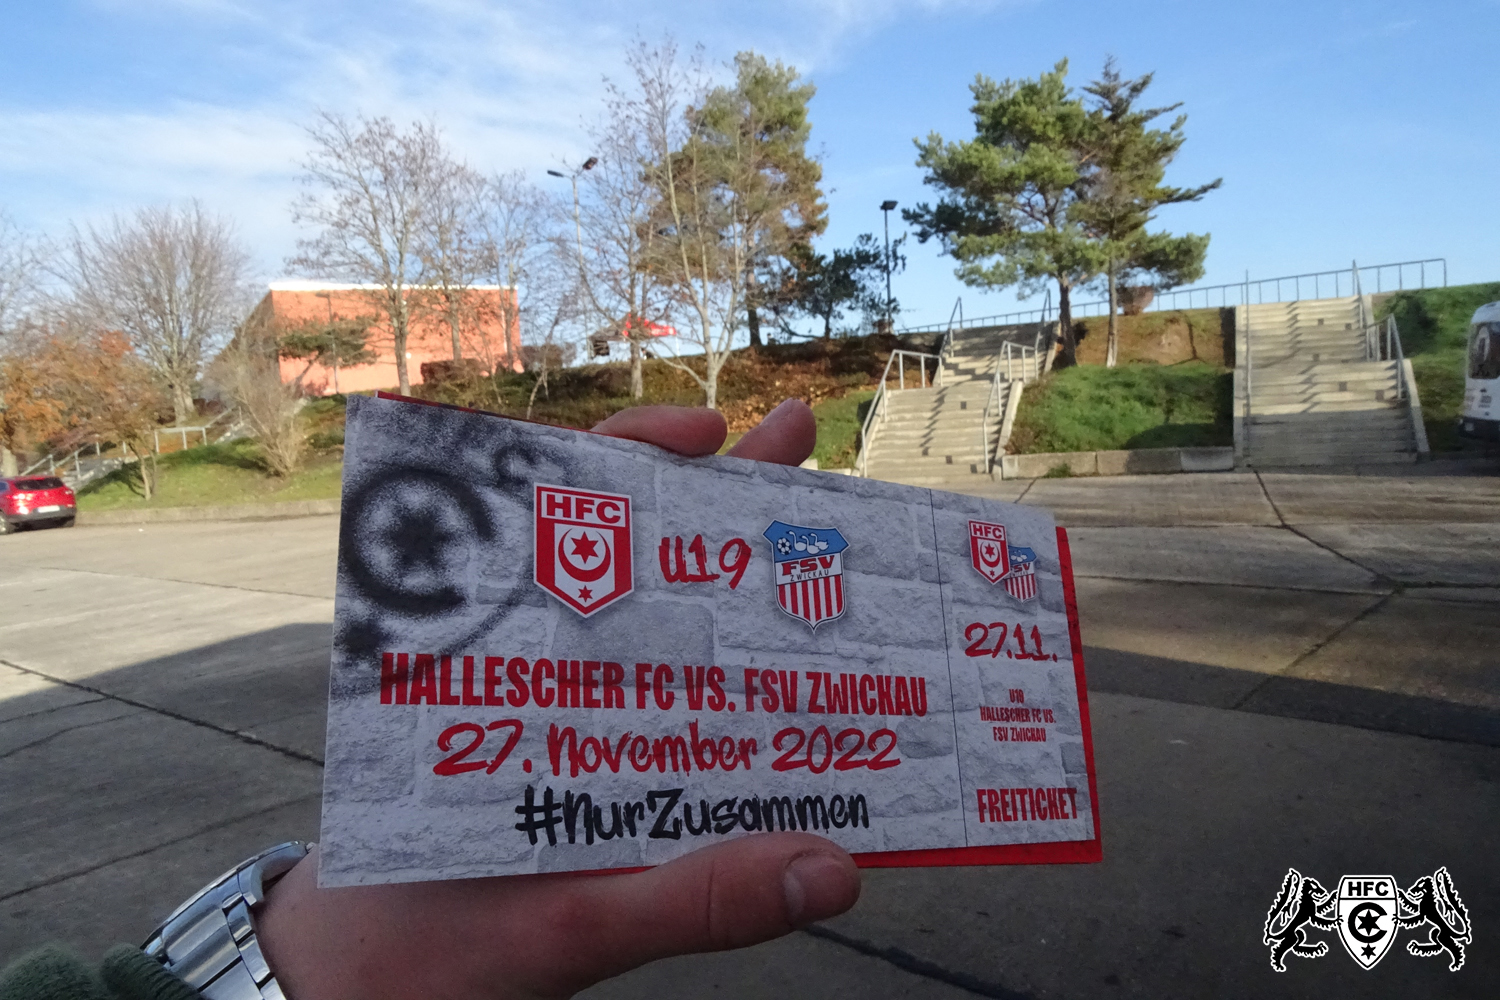 HFC
U19
FSV
ZWICKAU
HALLESCHER FC VS. FSV ZWICKAU
27. November 2022
#NurZusammen
HFC
FSV
27.11.
U19
HALLESCHER FC VS.
FSV ZWICKAU
FREITICKET
HFC